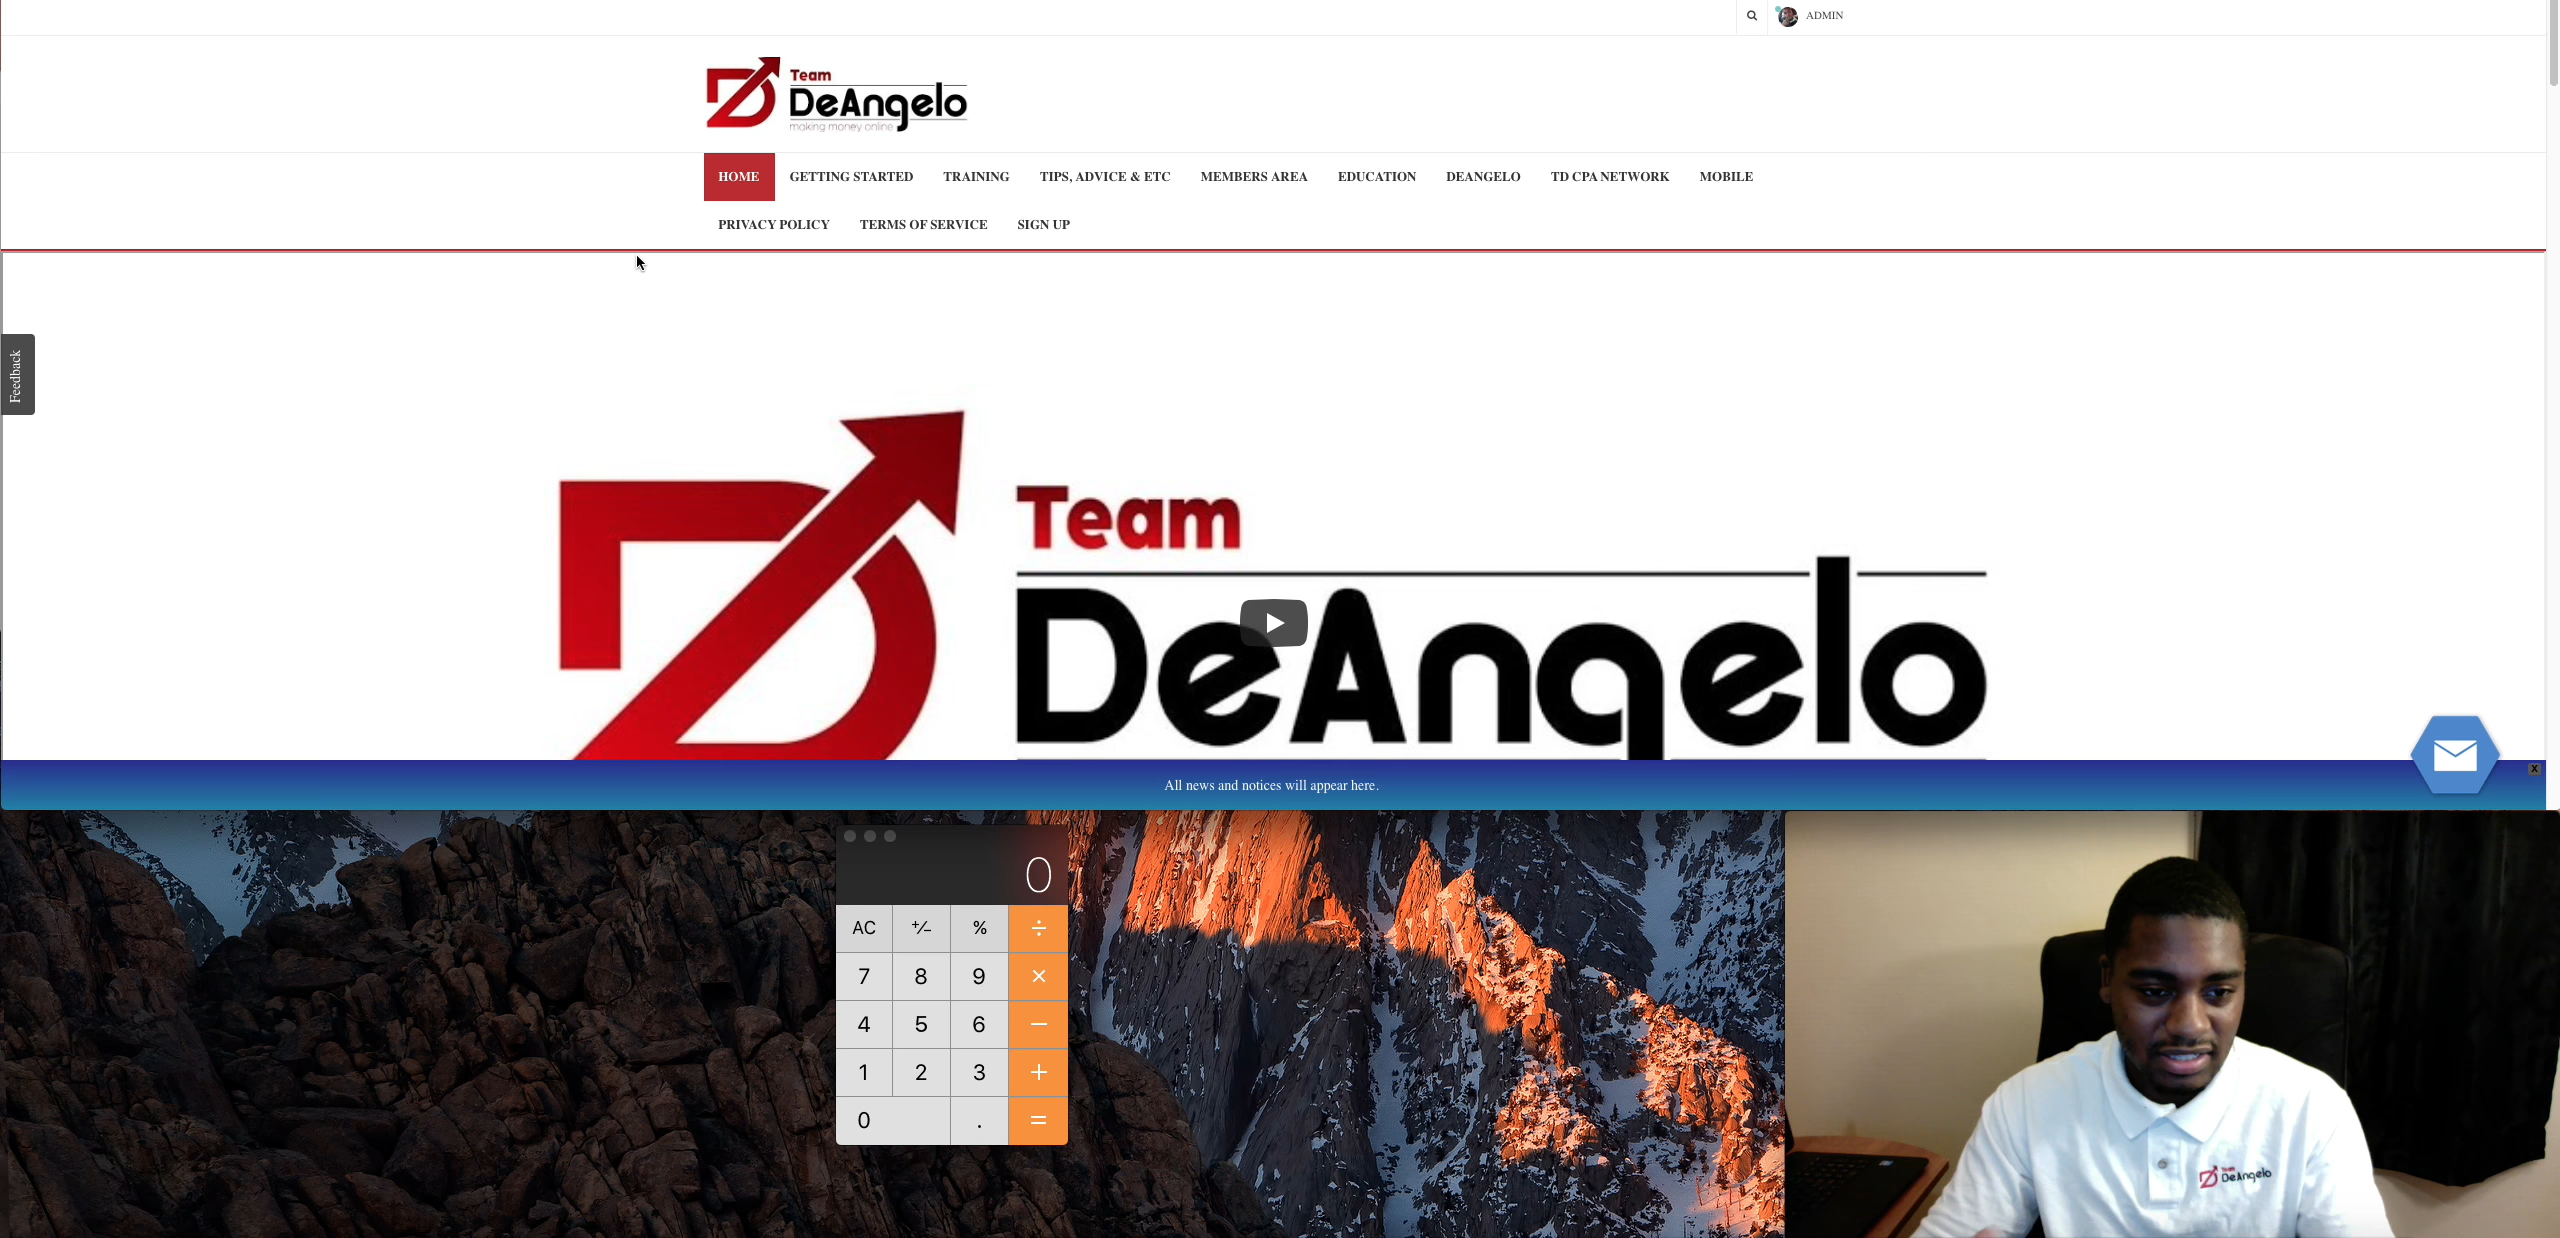 ADMIN
Team
DeAngelo
making money online
HOME GETTING STARTED TRAINING TIPS, ADVICE & ETC MEMBERS AREA EDUCATION DEANGELO TD CPA NETWORK MOBILE
PRIVACY POLICY TERMS OF SERVICE SIGN UP
Feedback
Team
DeAngelo
All news and notices will appear here.
X
0
AC +/− % ÷
7 8 9 ×
4 5 6 −
1 2 3 +
0 . =
Team
DeAngelo